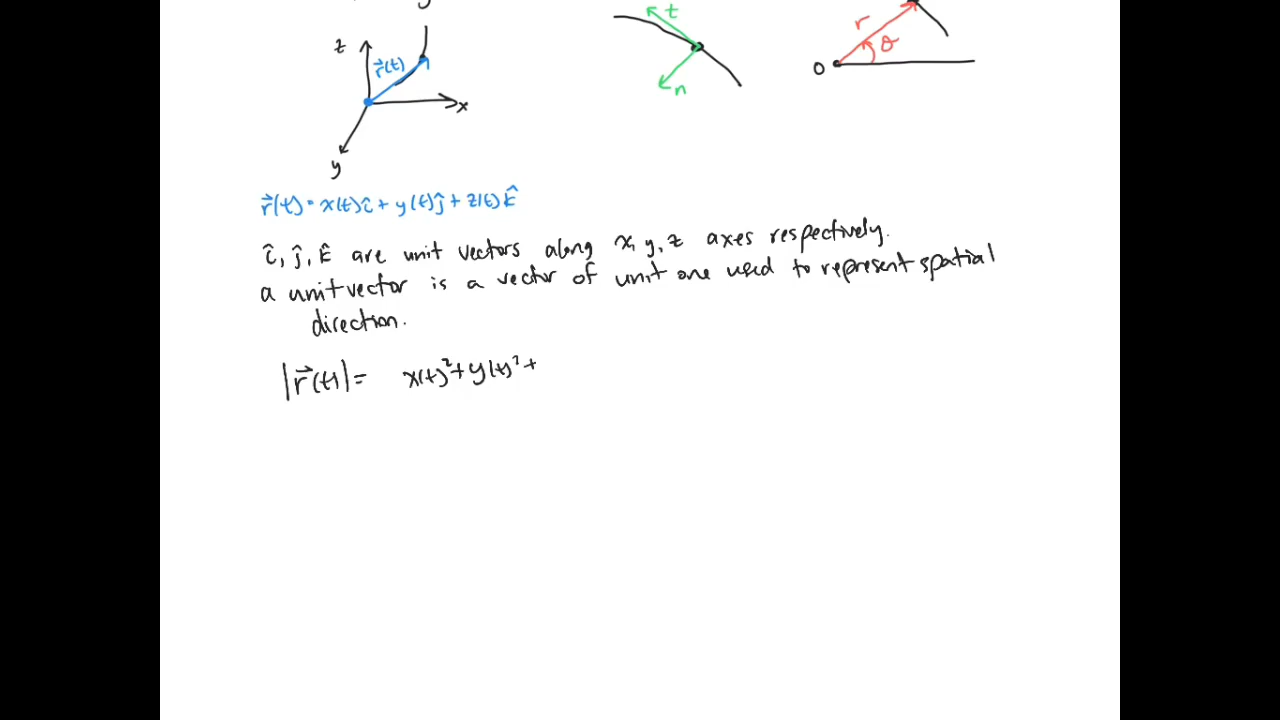 t
r
θ
z
r⃗(t)
n
O
x
y
r⃗(t) = x(t)î + y(t)ĵ + z(t)k̂
î, ĵ, k̂ are unit vectors along x, y, z axes respectively.
a unit vector is a vector of unit one used to represent spatial
direction.
|r⃗(t)| = x(t)² + y(t)² +